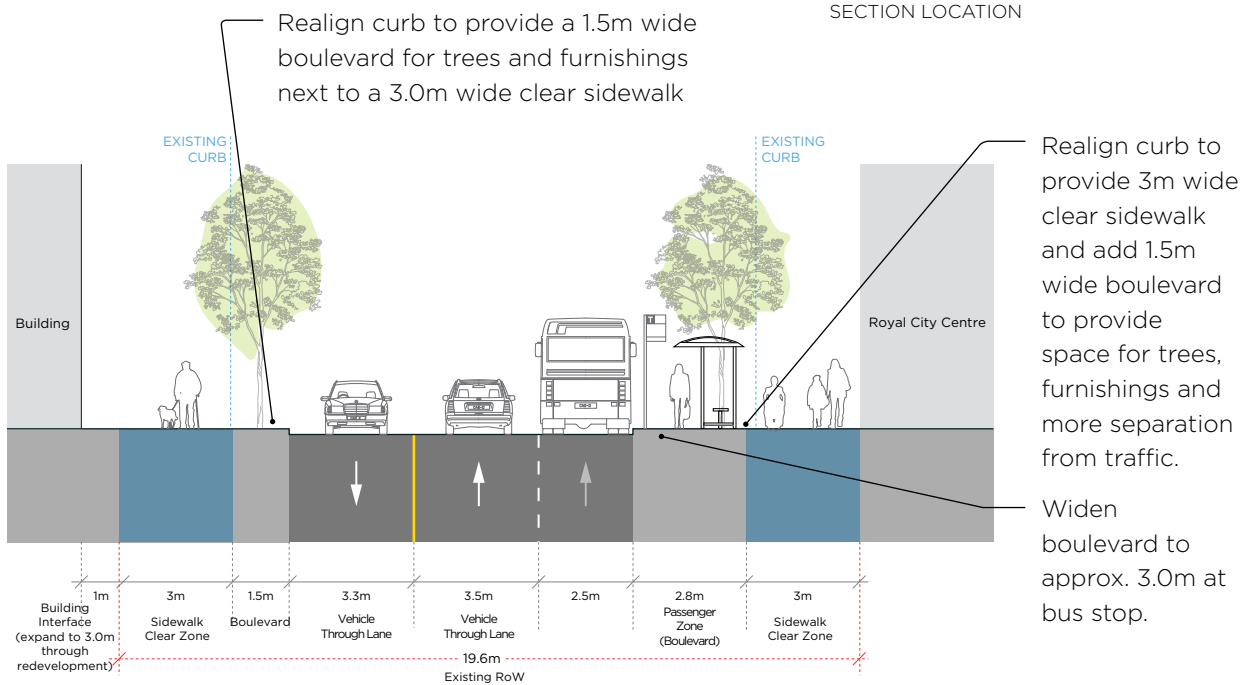 SECTION LOCATION
Realign curb to provide a 1.5m wide
boulevard for trees and furnishings
next to a 3.0m wide clear sidewalk
EXISTING
CURB
EXISTING
CURB
Realign curb to
provide 3m wide
clear sidewalk
and add 1.5m
wide boulevard
to provide
space for trees,
furnishings and
more separation
from traffic.
Building
T
Royal City Centre
Widen
boulevard to
approx. 3.0m at
bus stop.
1m
3m
1.5m
3.3m
3.5m
2.5m
2.8m
3m
Building
Interface
(expand to 3.0m
through
redevelopment)
Sidewalk
Clear Zone
Boulevard
Vehicle
Through Lane
Vehicle
Through Lane
Passenger
Zone
(Boulevard)
Sidewalk
Clear Zone
19.6m
Existing RoW